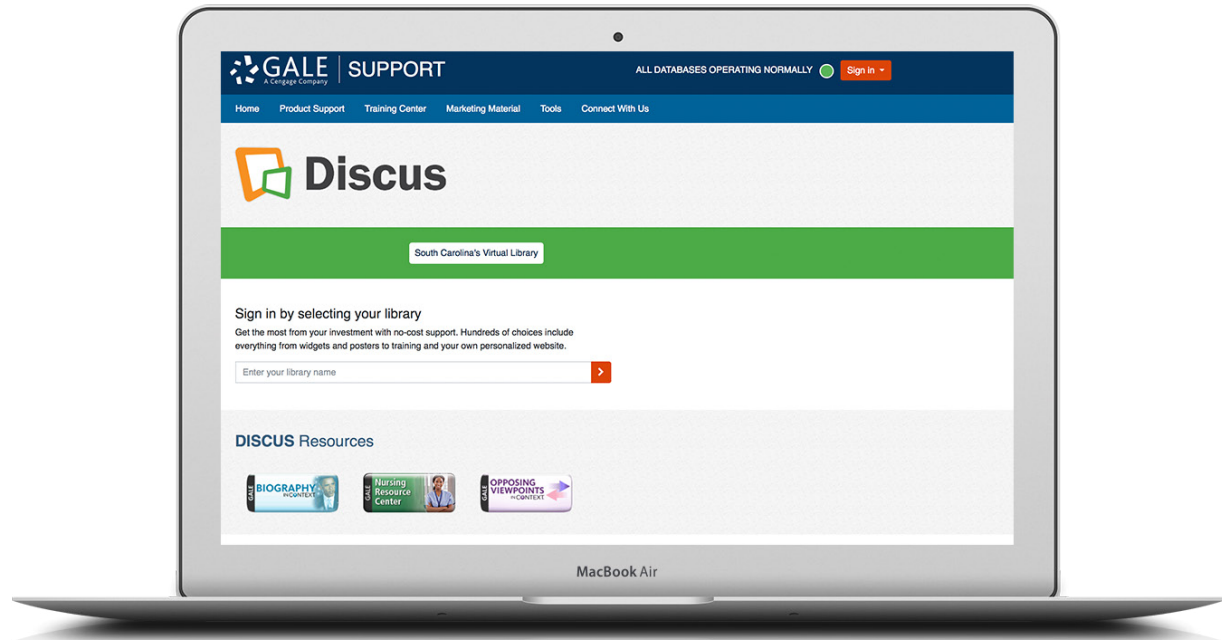 GALE SUPPORT
A Cengage Company
ALL DATABASES OPERATING NORMALLY
Sign in
Home Product Support Training Center Marketing Material Tools Connect With Us
Discus
South Carolina's Virtual Library
Sign in by selecting your library
Get the most from your investment with no-cost support. Hundreds of choices include
everything from widgets and posters to training and your own personalized website.
Enter your library name
DISCUS Resources
GALE
BIOGRAPHY
IN CONTEXT
GALE
Nursing
Resource
Center
GALE
OPPOSING
VIEWPOINTS
IN CONTEXT
MacBook Air